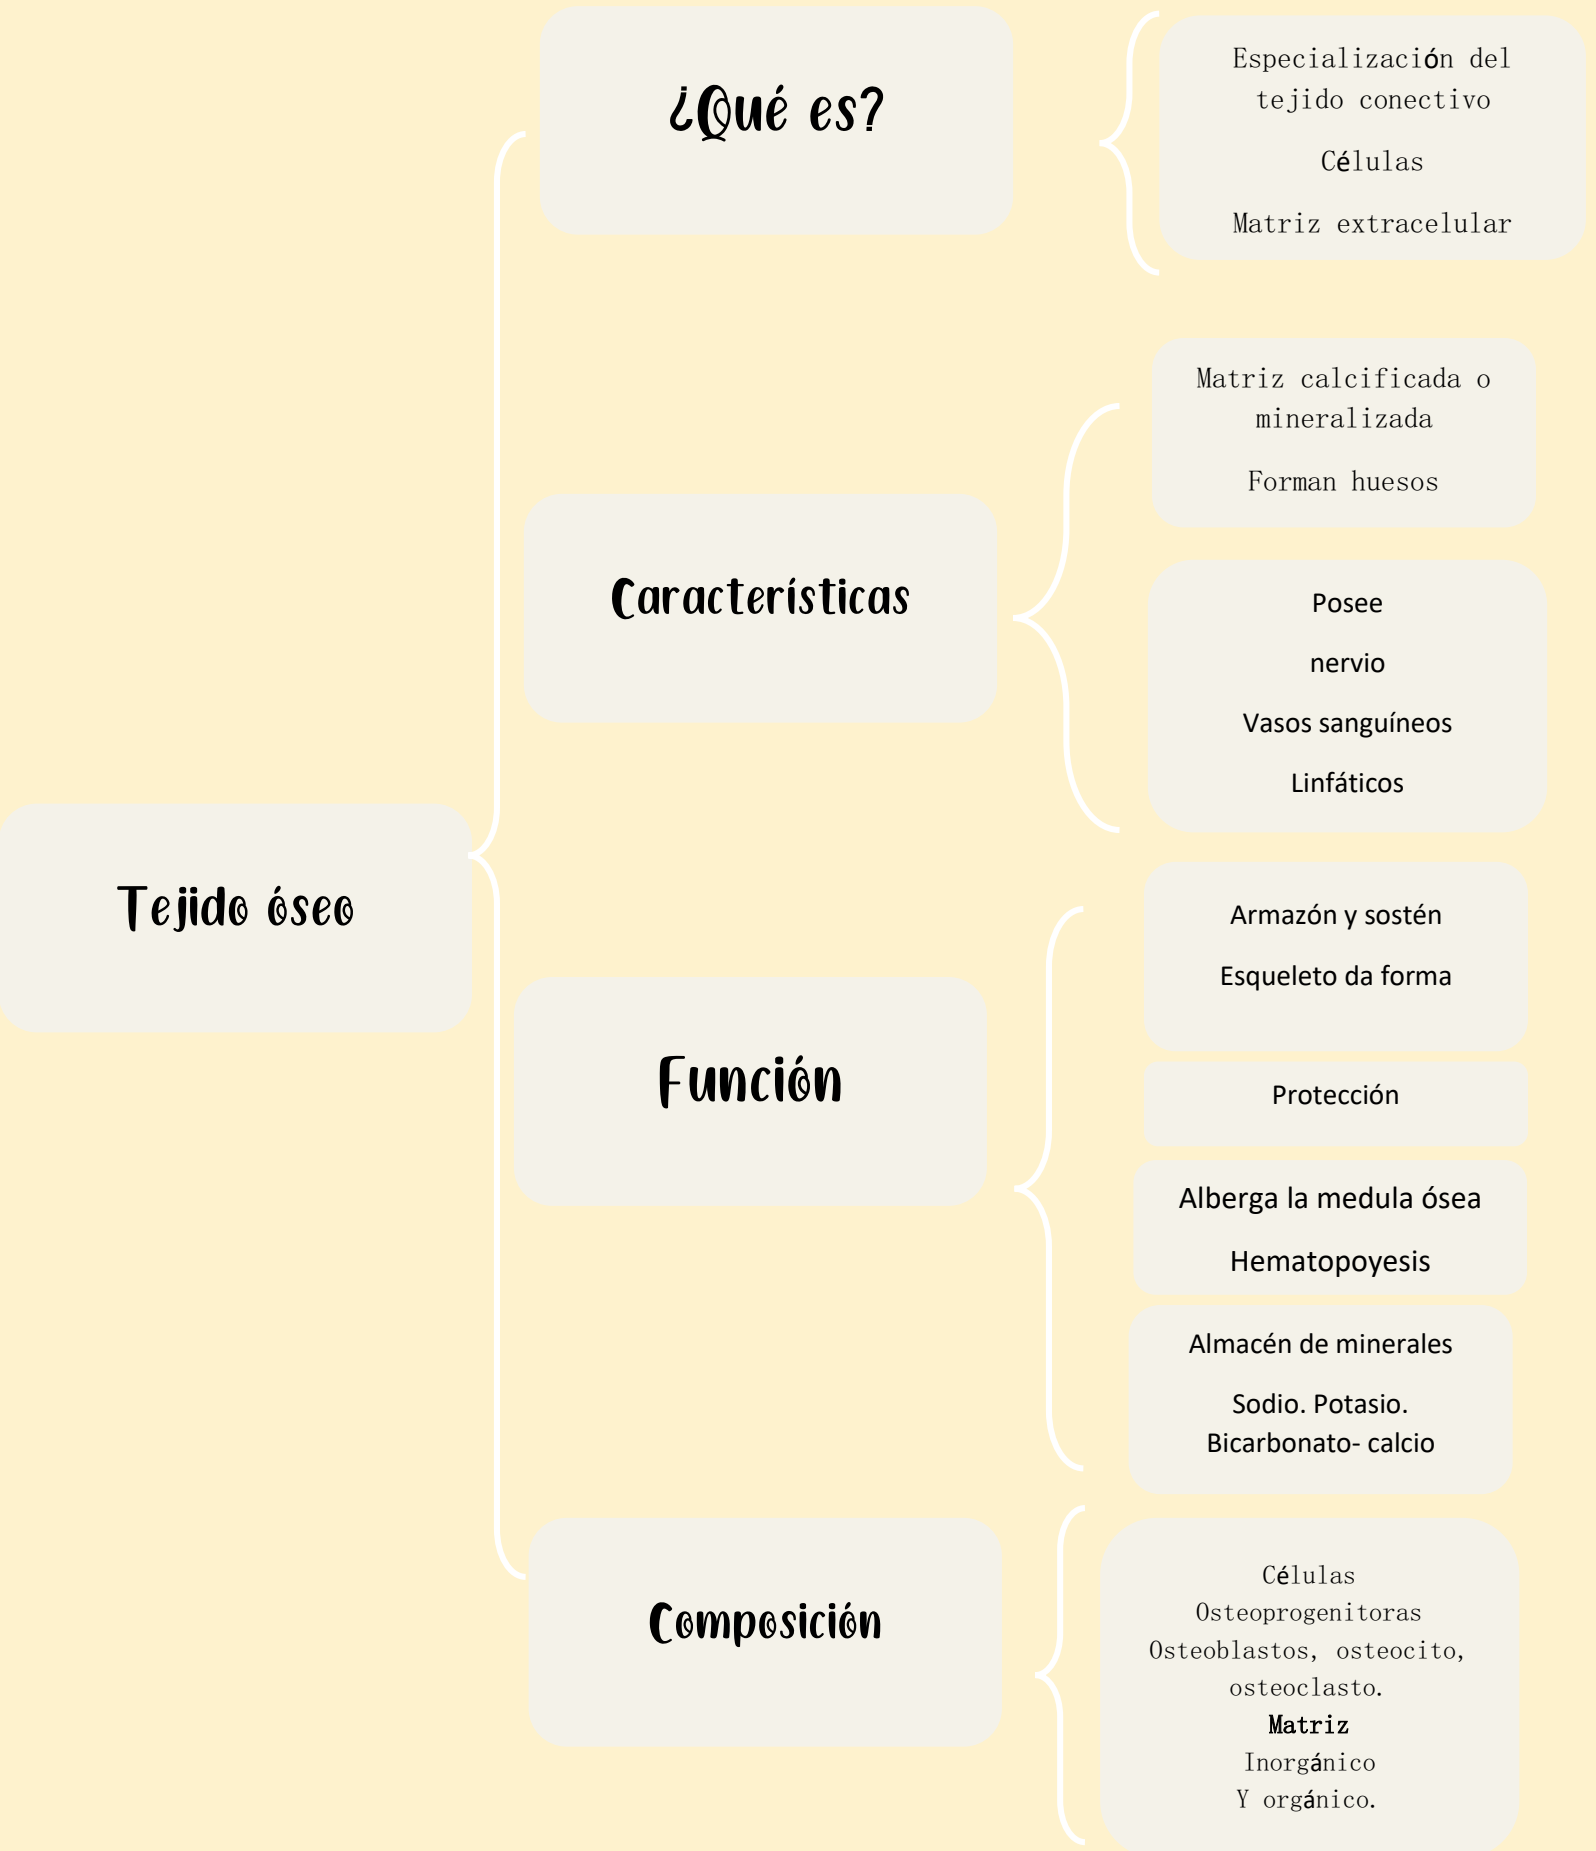 ¿Qué es?
Especialización del
tejido conectivo
Células
Matriz extracelular
Características
Matriz calcificada o
mineralizada
Forman huesos
Posee
nervio
Vasos sanguíneos
Linfáticos
Tejido óseo
Función
Armazón y sostén
Esqueleto da forma
Protección
Alberga la medula ósea
Hematopoyesis
Almacén de minerales
Sodio. Potasio.
Bicarbonato- calcio
Composición
Células
Osteoprogenitoras
Osteoblastos, osteocito,
osteoclasto.
Matriz
Inorgánico
Y orgánico.